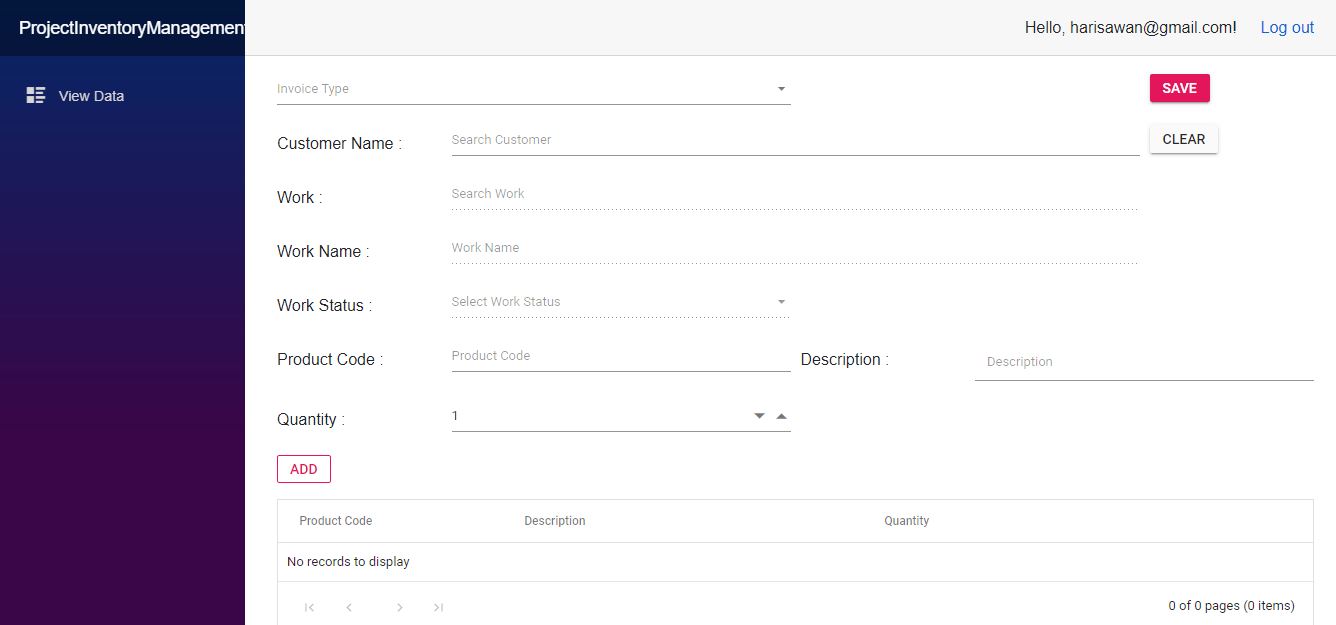 ProjectInventoryManagement
Hello, harisawan@gmail.com! Log out
View Data
Invoice Type
SAVE
Customer Name : Search Customer
CLEAR
Work : Search Work
Work Name : Work Name
Work Status : Select Work Status
Product Code : Product Code Description : Description
Quantity : 1
ADD
Product Code Description Quantity
No records to display
0 of 0 pages (0 items)